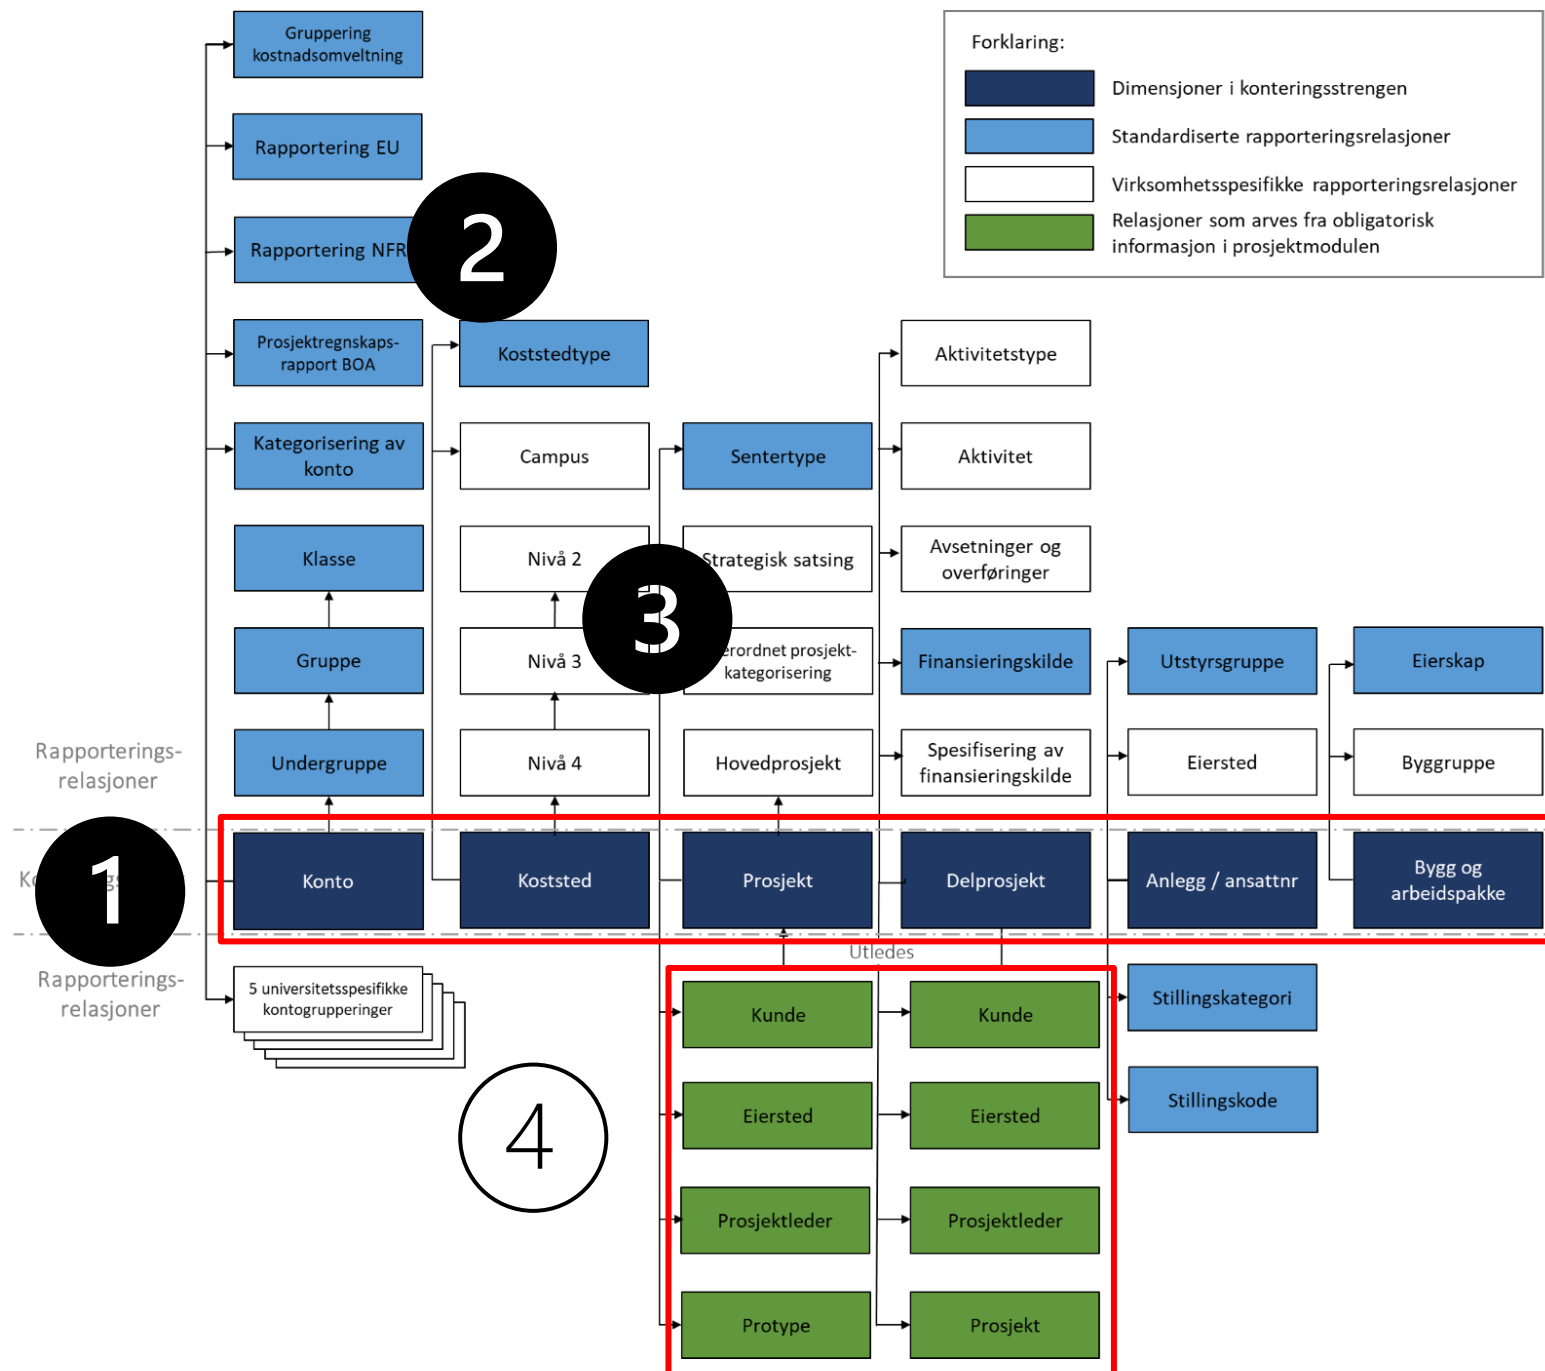 Gruppering
kostnadsomveltning
Rapportering EU
Rapportering NFR
Prosjektregnskaps-
rapport BOA
Kategorisering av
konto
Klasse
Gruppe
Undergruppe
2
Koststedtype
Campus
Nivå 2
Nivå 3
Nivå 4
3
Sentertype
Strategisk satsing
prosjekt-
kategorisering
Hovedprosjekt
Aktivitetstype
Aktivitet
Avsetninger og
overføringer
Finansieringskilde
Spesifisering av
finansieringskilde
Utstyrsgruppe
Eiersted
Eierskap
Byggruppe
Forklaring:
Dimensjoner i konteringsstrengen
Standardiserte rapporteringsrelasjoner
Virksomhetsspesifikke rapporteringsrelasjoner
Relasjoner som arves fra obligatorisk
informasjon i prosjektmodulen
Rapporterings-
relasjoner
1
Konto
Koststed
Prosjekt
Delprosjekt
Anlegg / ansattnr
Bygg og
arbeidspakke
Utledes
Rapporterings-
relasjoner
5 universitetsspesifikke
kontogrupperinger
4
Kunde
Eiersted
Prosjektleder
Protype
Kunde
Eiersted
Prosjektleder
Prosjekt
Stillingskategori
Stillingskode